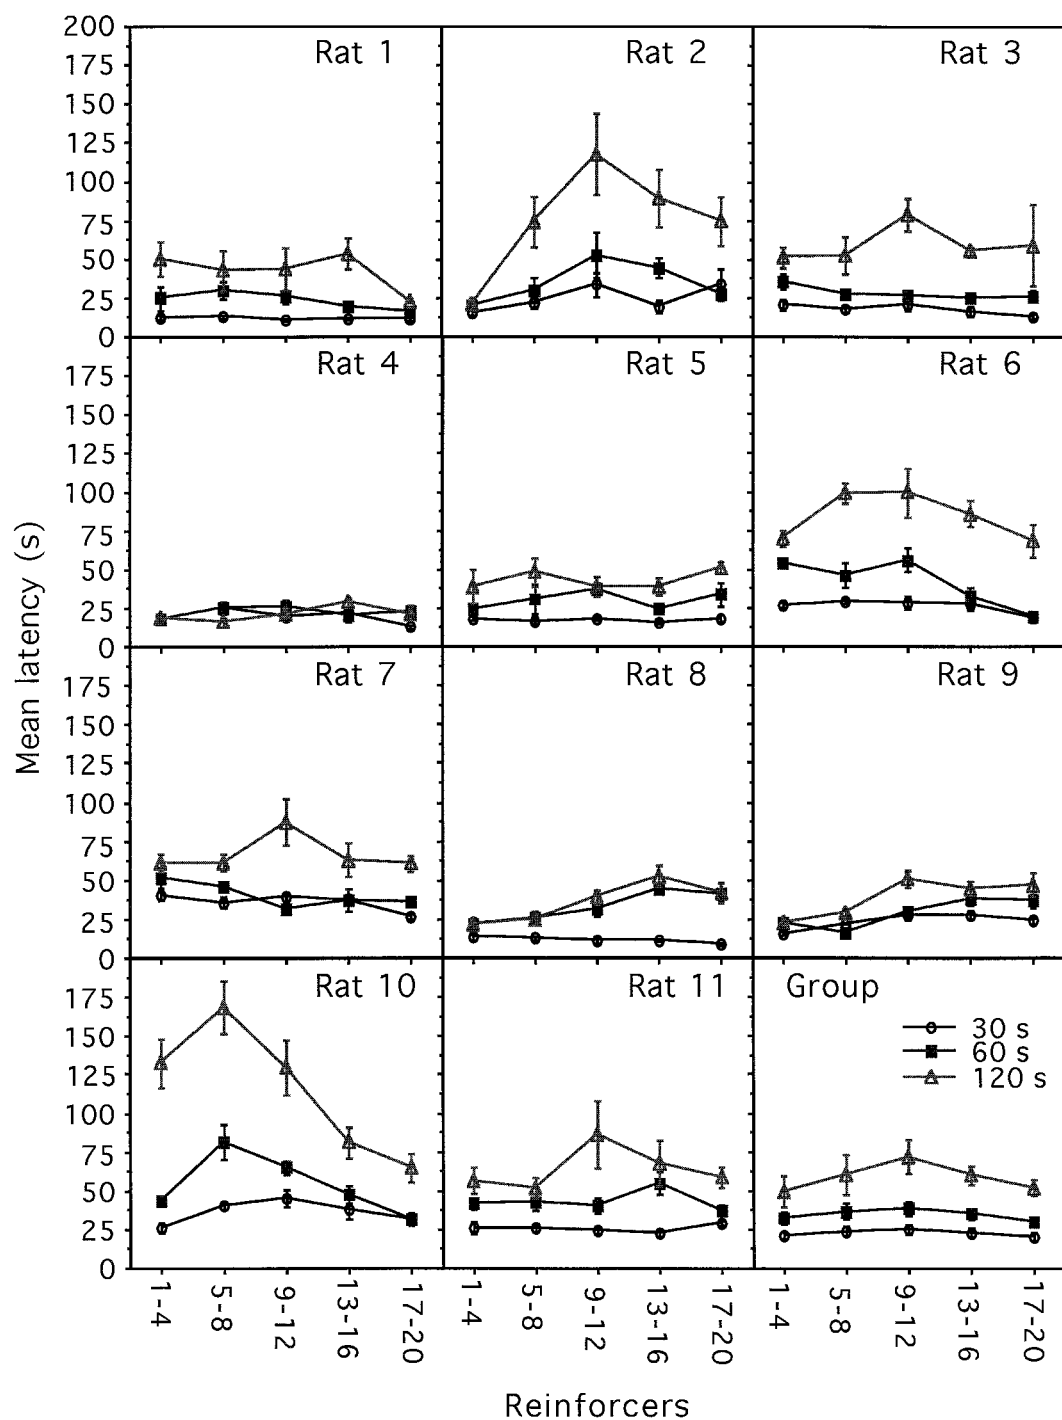 200
175
150
125
100
75
50
25
0
Rat 1
Rat 2
Rat 3
175
150
125
100
75
50
25
0
Rat 4
Rat 5
Rat 6
175
150
125
100
75
50
25
0
Rat 7
Rat 8
Rat 9
175
150
125
100
75
50
25
0
Rat 10
Rat 11
Group
30 s
60 s
120 s
Mean latency (s)
1-4
5-8
9-12
13-16
17-20
1-4
5-8
9-12
13-16
17-20
1-4
5-8
9-12
13-16
17-20
Reinforcers